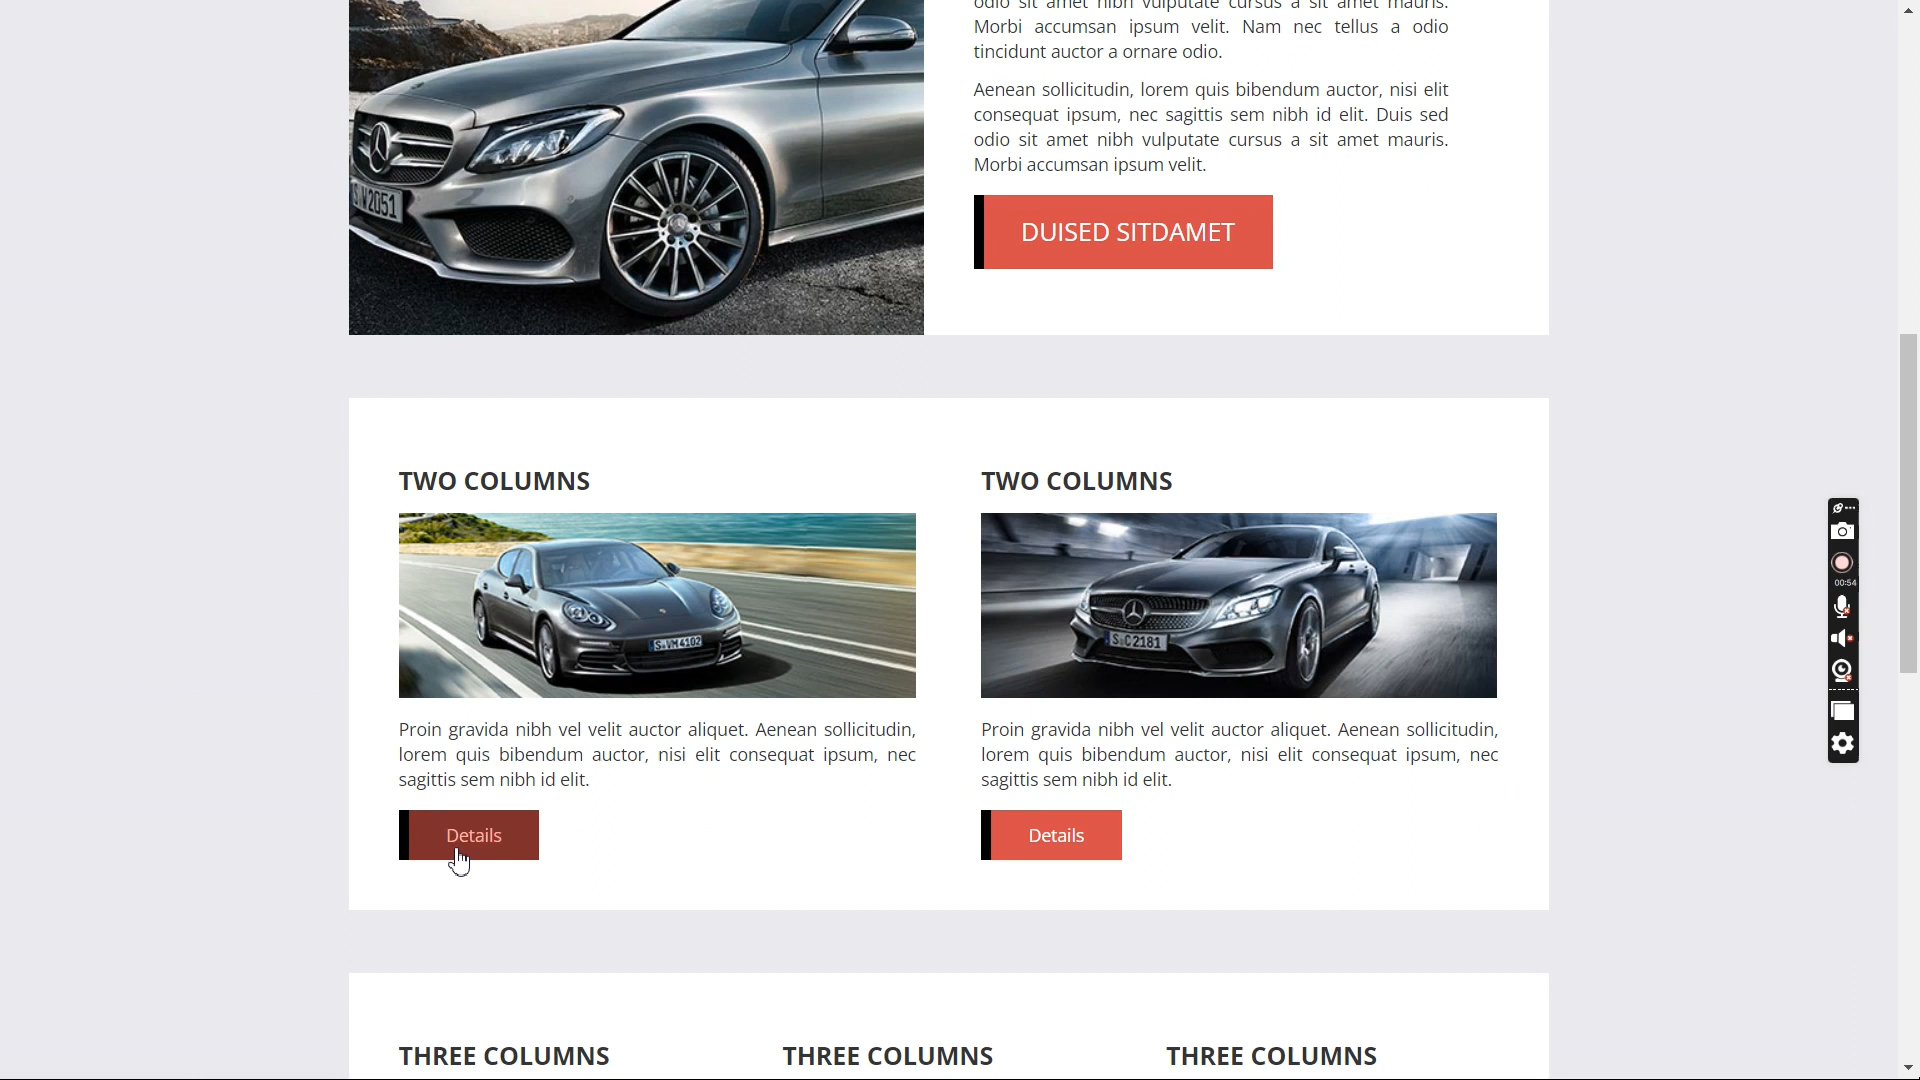 odio sit amet nibh vulputate cursus a sit amet mauris.
Morbi accumsan ipsum velit. Nam nec tellus a odio
tincidunt auctor a ornare odio.
Aenean sollicitudin, lorem quis bibendum auctor, nisi elit
consequat ipsum, nec sagittis sem nibh id elit. Duis sed
odio sit amet nibh vulputate cursus a sit amet mauris.
Morbi accumsan ipsum velit.
DUISED SITDAMET
TWO COLUMNS
S·VM4102
Proin gravida nibh vel velit auctor aliquet. Aenean sollicitudin,
lorem quis bibendum auctor, nisi elit consequat ipsum, nec
sagittis sem nibh id elit.
Details
TWO COLUMNS
S·C2181
Proin gravida nibh vel velit auctor aliquet. Aenean sollicitudin,
lorem quis bibendum auctor, nisi elit consequat ipsum, nec
sagittis sem nibh id elit.
Details
00:54
THREE COLUMNS
THREE COLUMNS
THREE COLUMNS